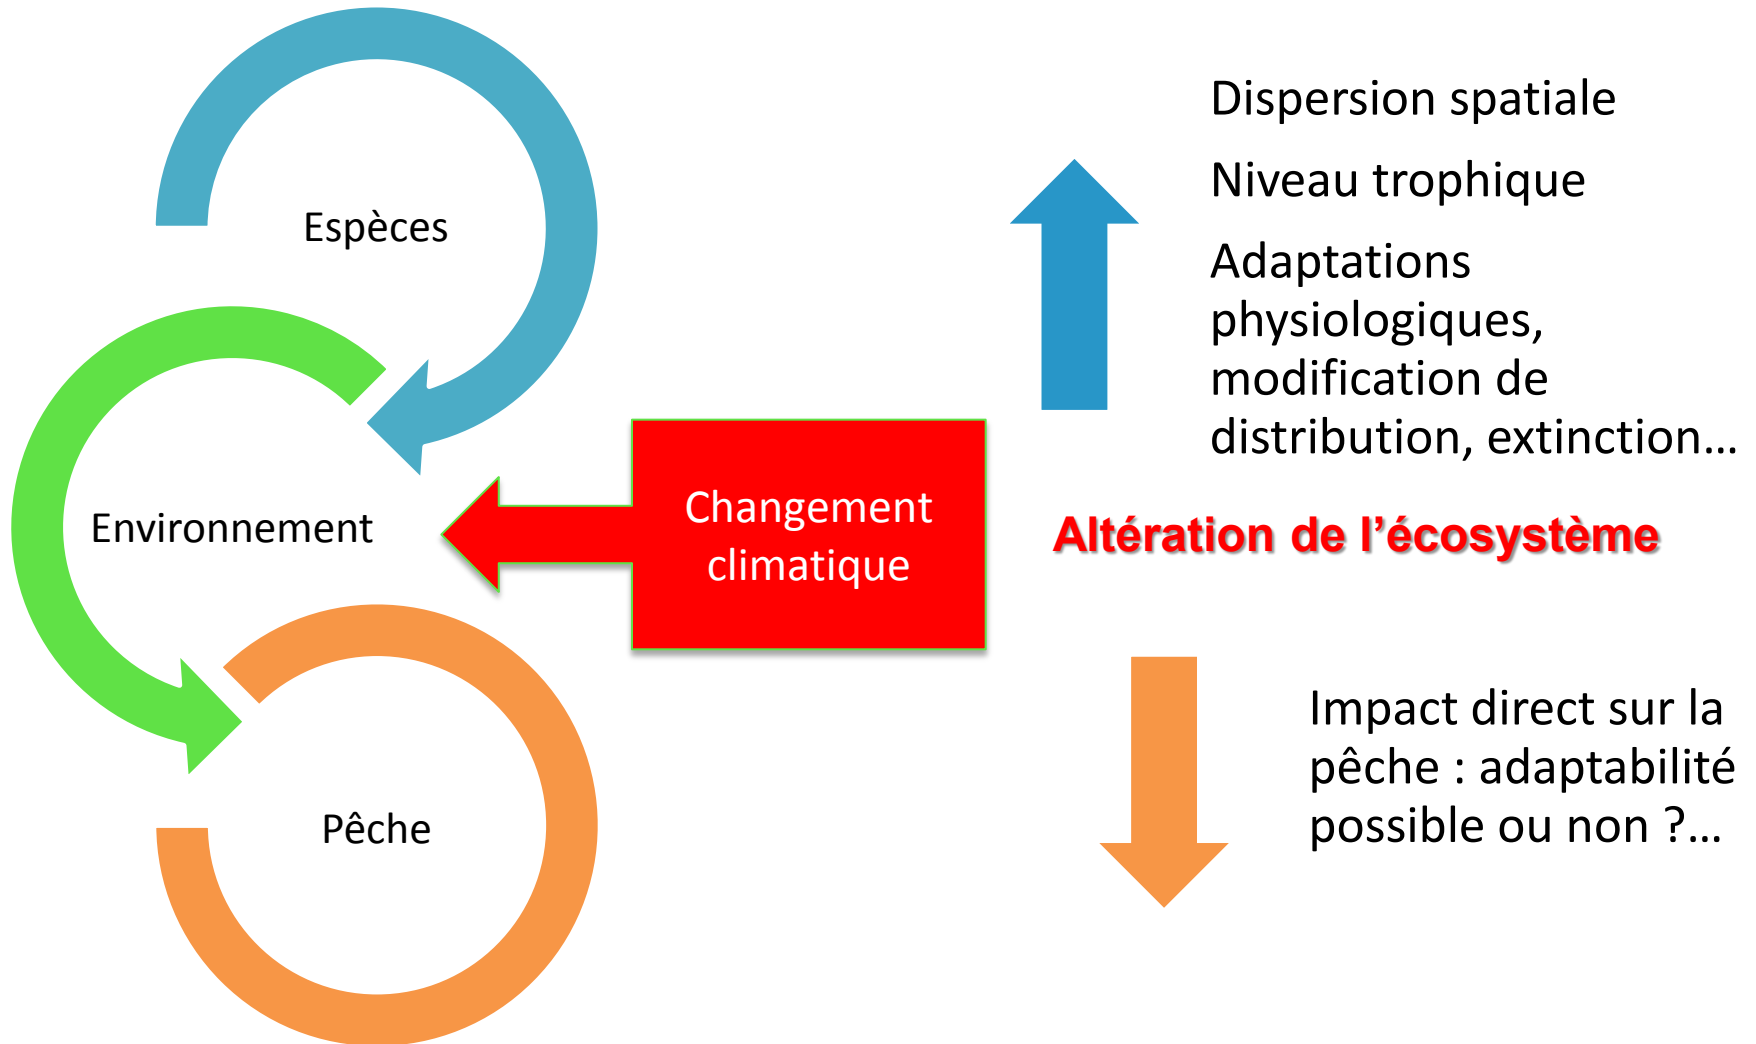 Espèces
Environnement
Pêche
Changement
climatique
Dispersion spatiale
Niveau trophique
Adaptations
physiologiques,
modification de
distribution, extinction…
Altération de l’écosystème
Impact direct sur la
pêche : adaptabilité
possible ou non ?...